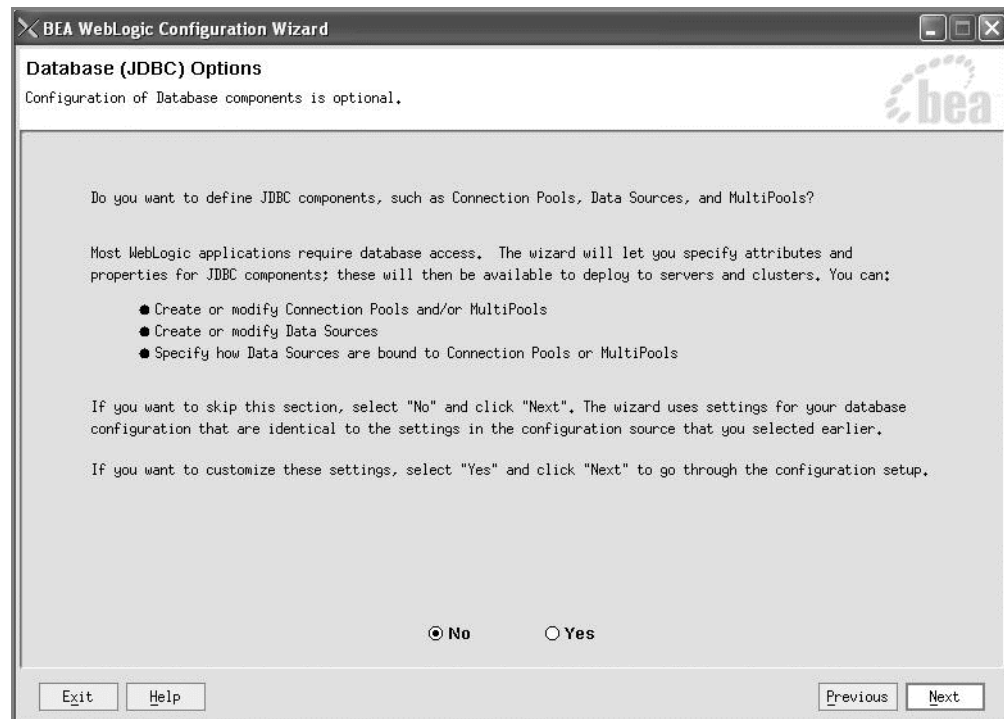 BEA WebLogic Configuration Wizard
Database (JDBC) Options
Configuration of Database components is optional.
bea
Do you want to define JDBC components, such as Connection Pools, Data Sources, and MultiPools?
Most WebLogic applications require database access. The wizard will let you specify attributes and
properties for JDBC components; these will then be available to deploy to servers and clusters. You can:
Create or modify Connection Pools and/or MultiPools
Create or modify Data Sources
Specify how Data Sources are bound to Connection Pools or MultiPools
If you want to skip this section, select "No" and click "Next". The wizard uses settings for your database
configuration that are identical to the settings in the configuration source that you selected earlier.
If you want to customize these settings, select "Yes" and click "Next" to go through the configuration setup.
No Yes
Exit Help Previous Next